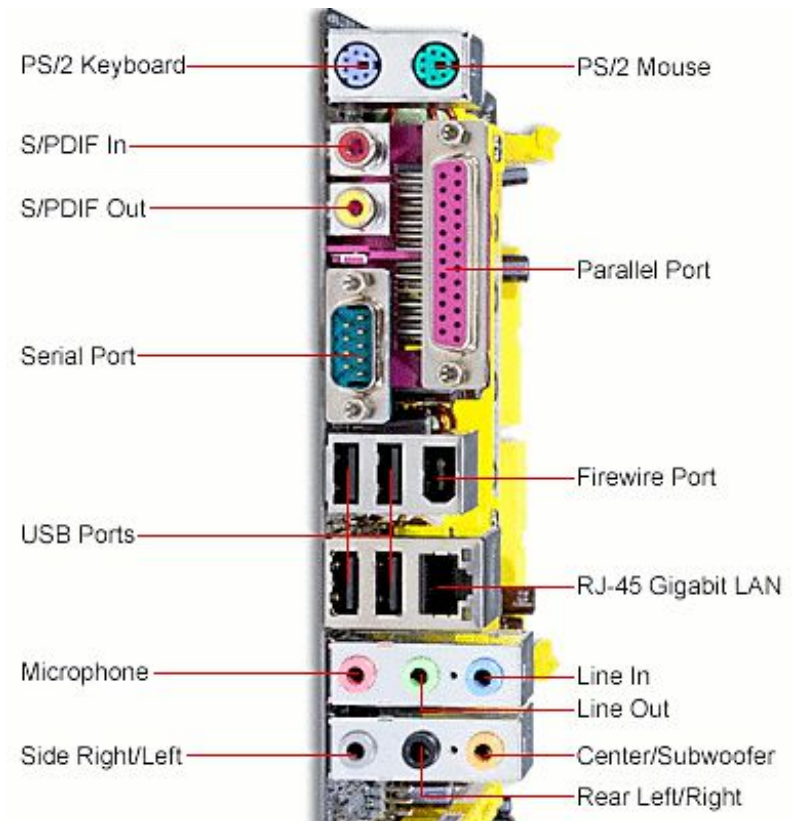 PS/2 Keyboard
PS/2 Mouse
S/PDIF In
S/PDIF Out
Parallel Port
Serial Port
Firewire Port
USB Ports
RJ-45 Gigabit LAN
Microphone
Line In
Line Out
Side Right/Left
Center/Subwoofer
Rear Left/Right